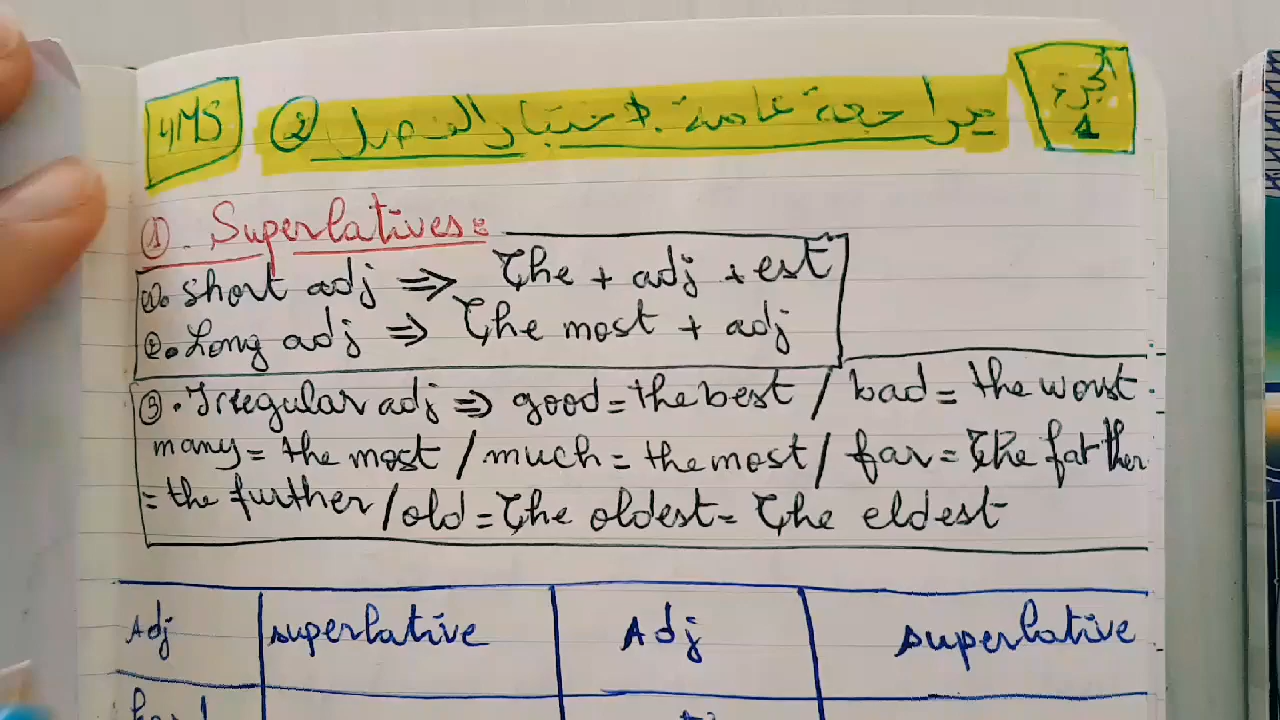 4MS مراجعة عامة. اختبار الفصل ② الجزء 1
①. Superlatives:
①. short adj ⇒ The + adj + est
②. Long adj ⇒ The most + adj
③. Irregular adj ⇒ good = the best / bad = the worst.
many = the most / much = the most / far = The farther
= the further / old = The oldest = The eldest
Adj superlative Adj superlative